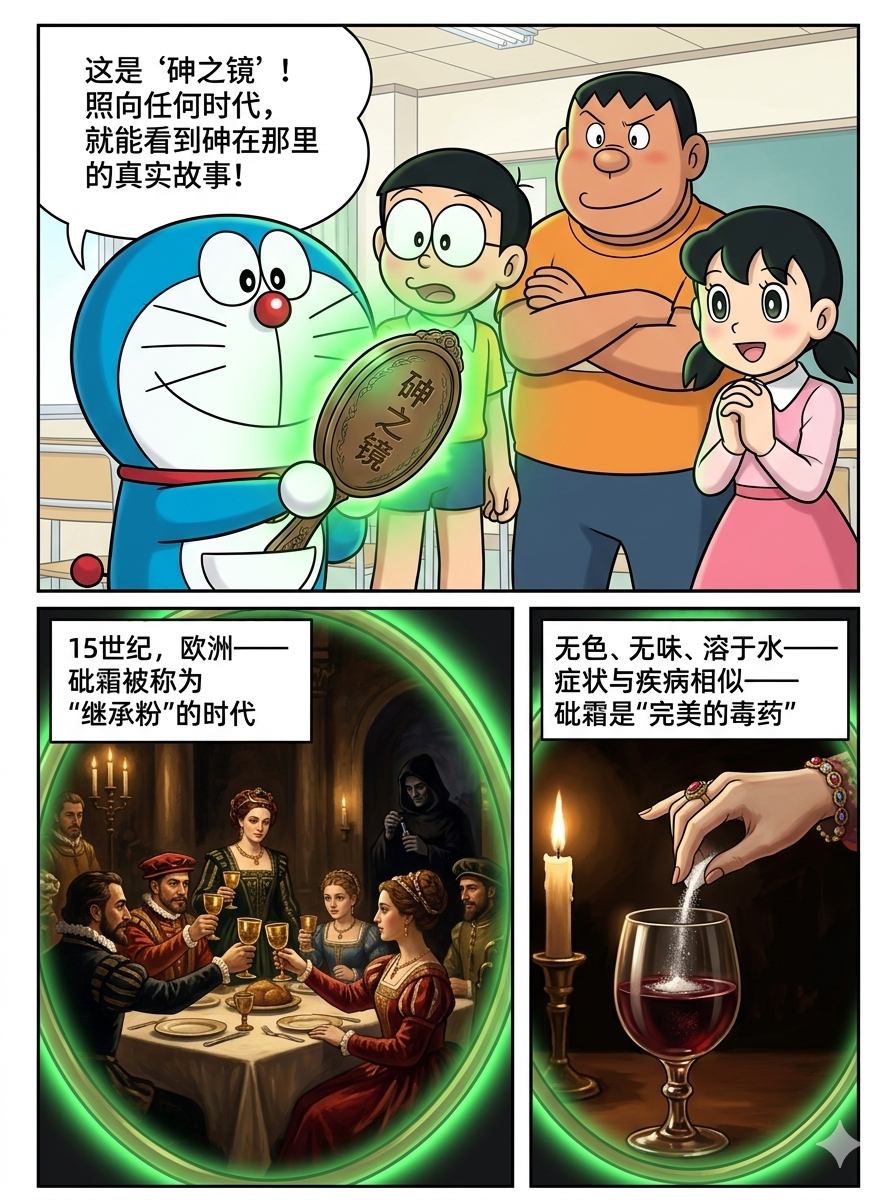 这是‘砷之镜’！
照向任何时代，
就能看到砷在那里
的真实故事！
砷之镜
15世纪，欧洲——
砒霜被称为
“继承粉”的时代
无色、无味、溶于水——
症状与疾病相似——
砒霜是“完美的毒药”